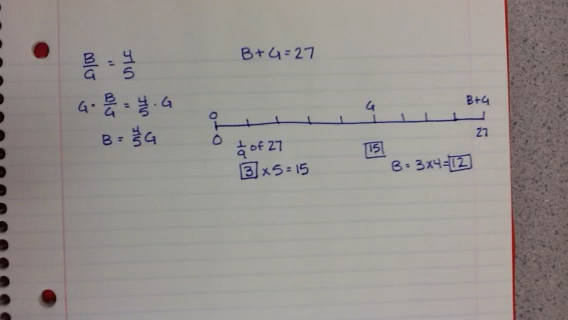 B/G = 4/5
B+G=27
G · B/G = 4/5 · G
B = 4/5 G
0 G B+G
0 15 27
1/9 of 27
3 x 5 = 15
B = 3x4= 12